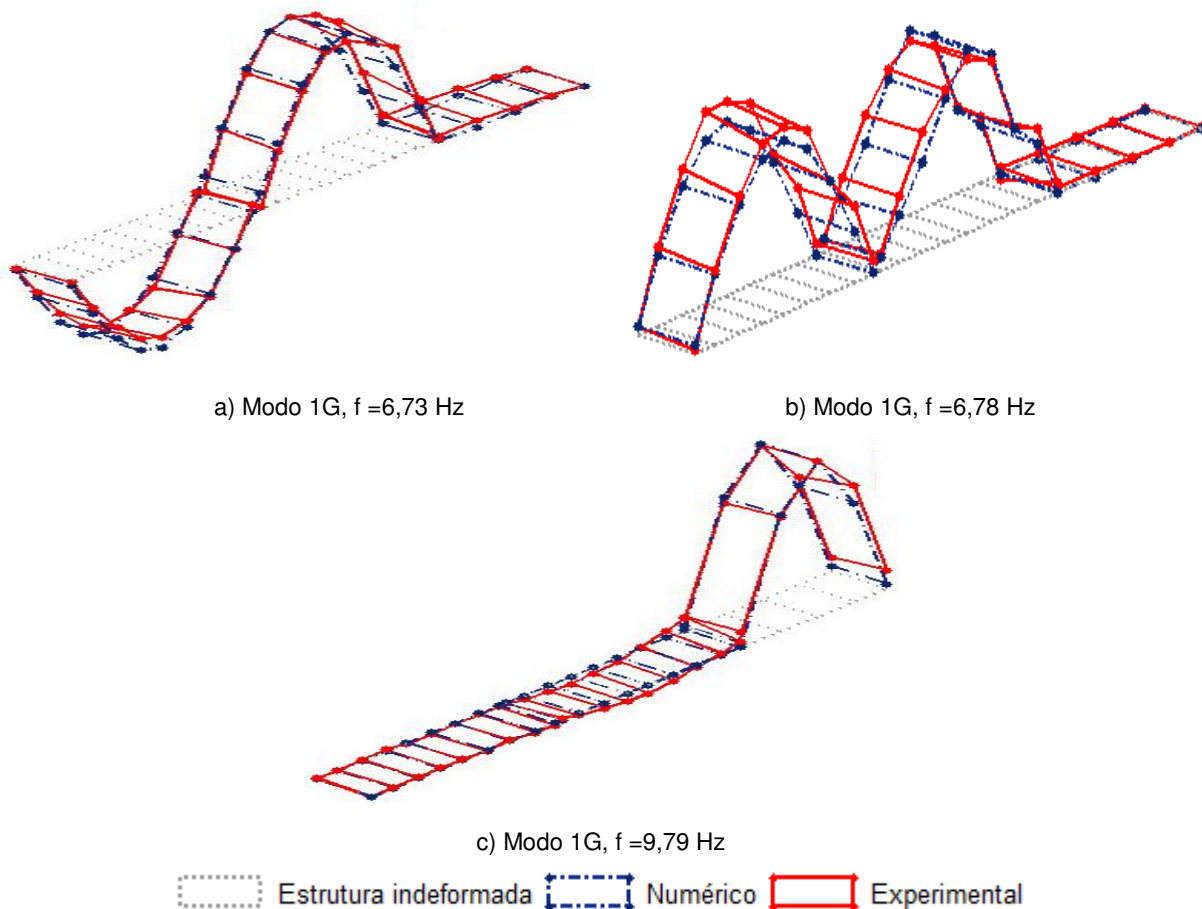 a) Modo 1G, f =6,73 Hz
b) Modo 1G, f =6,78 Hz
c) Modo 1G, f =9,79 Hz
Estrutura indeformada Numérico Experimental